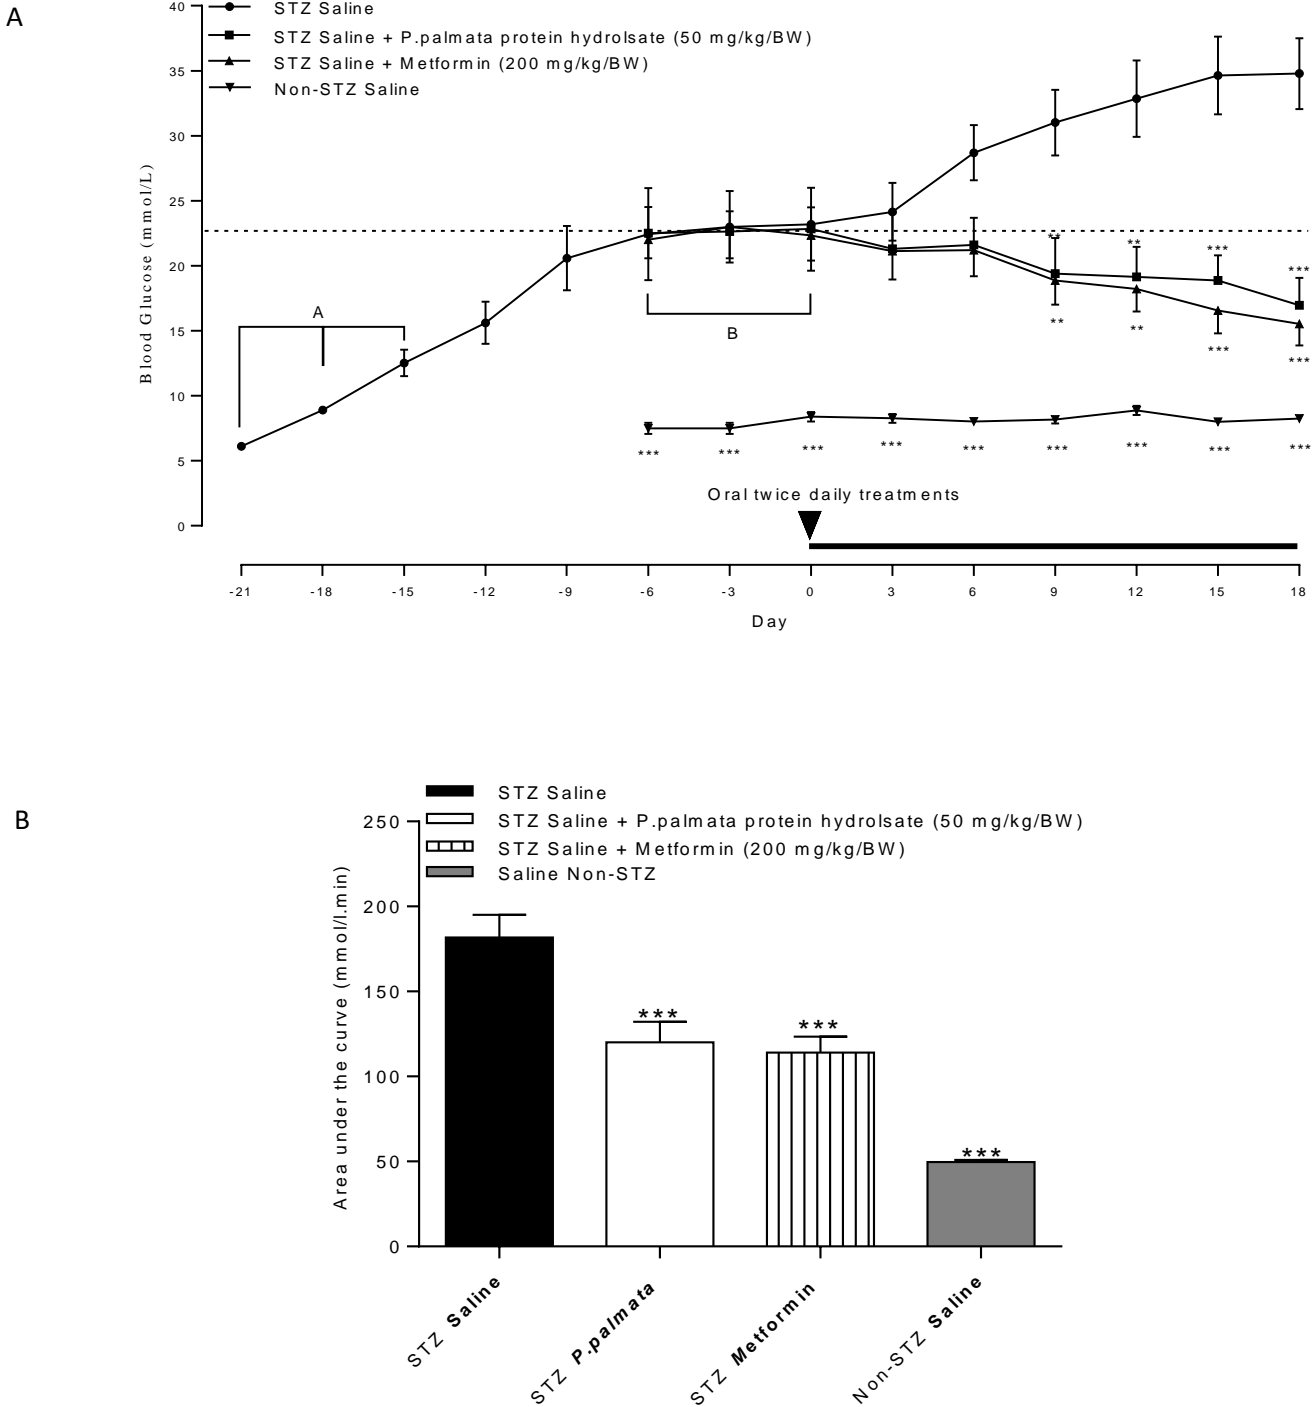 A
40
STZ Saline
STZ Saline + P.palmata protein hydrolsate (50 mg/kg/BW)
STZ Saline + Metformin (200 mg/kg/BW)
Non-STZ Saline
35
30
25
20
15
10
5
0
Blood Glucose (mmol/L)
A
B
** ** *** ***
** ** *** ***
*** *** *** *** *** *** *** *** ***
Oral twice daily treatments
-21 -18 -15 -12 -9 -6 -3 0 3 6 9 12 15 18
Day
B
STZ Saline
STZ Saline + P.palmata protein hydrolsate (50 mg/kg/BW)
STZ Saline + Metformin (200 mg/kg/BW)
Saline Non-STZ
250
200
150
100
50
0
Area under the curve (mmol/l.min)
*** *** ***
STZ Saline
STZ P.palmata
STZ Metformin
Non-STZ Saline